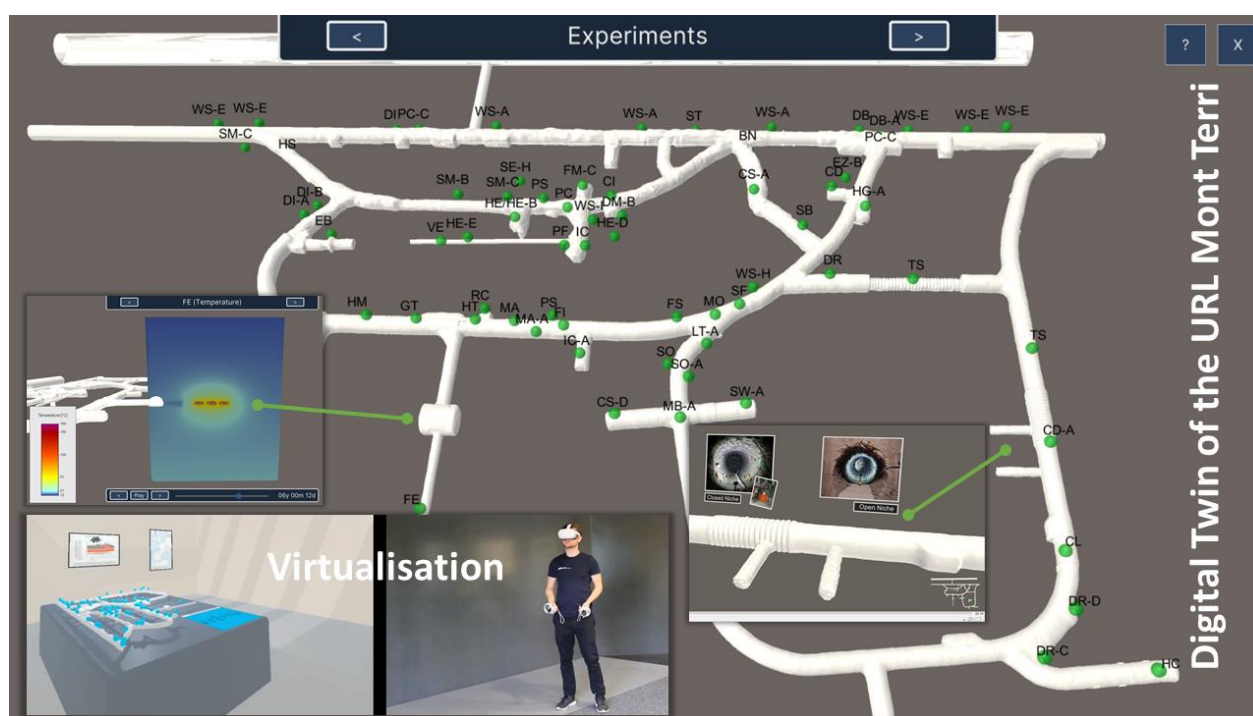 <
Experiments
>
?
X
Digital Twin of the URL Mont Terri
WS-E
WS-E
DI
PC-C
WS-A
WS-A
ST
WS-A
DB
DB-A
WS-E
WS-E
WS-E
SM-C
HS
BN
PC-C
SE-H
FM-C
EZ-B
CD
CS-A
SM-B
SM-C
PS
PC
CI
HG-A
DI-B
DI-A
HE/HE-B
WS-I
DM-B
EB
VE
HE-E
PF
IC
HE-D
SB
DR
TS
WS-H
HM
GT
RC
HT
MA
PS
FI
MA-A
FS
MO
SF
IC-A
LT-A
TS
SO
SO-A
CS-D
MB-A
SW-A
CD-A
<
FE (Temperature)
>
Temperature [°C]
<
Play
>
06y 00m 12d
FE
Closed Niche
Open Niche
CL
DR-D
DR-C
HC
Virtualisation